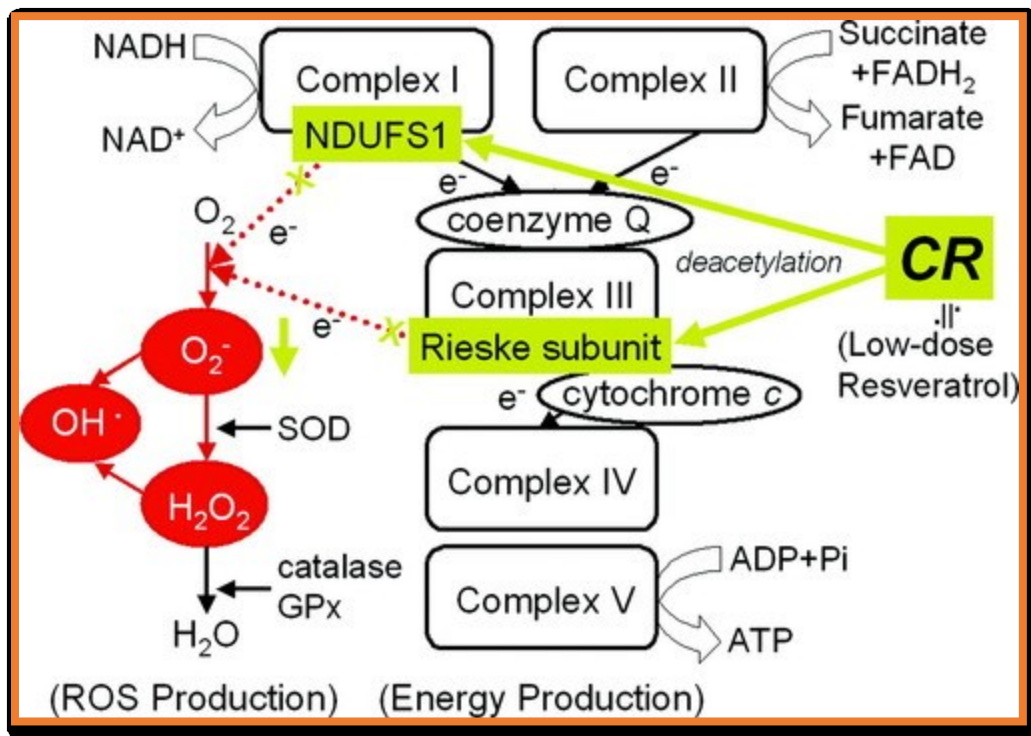 NADH
NAD⁺
Complex I
NDUFS1
Complex II
Succinate
+FADH₂
Fumarate
+FAD
e⁻
e⁻
coenzyme Q
O₂
e⁻
deacetylation
CR
(Low-dose
Resveratrol)
Complex III
Rieske subunit
e⁻
O₂⁻
OH ·
SOD
e⁻
cytochrome c
Complex IV
H₂O₂
catalase
GPx
H₂O
Complex V
ADP+Pi
ATP
(ROS Production)
(Energy Production)